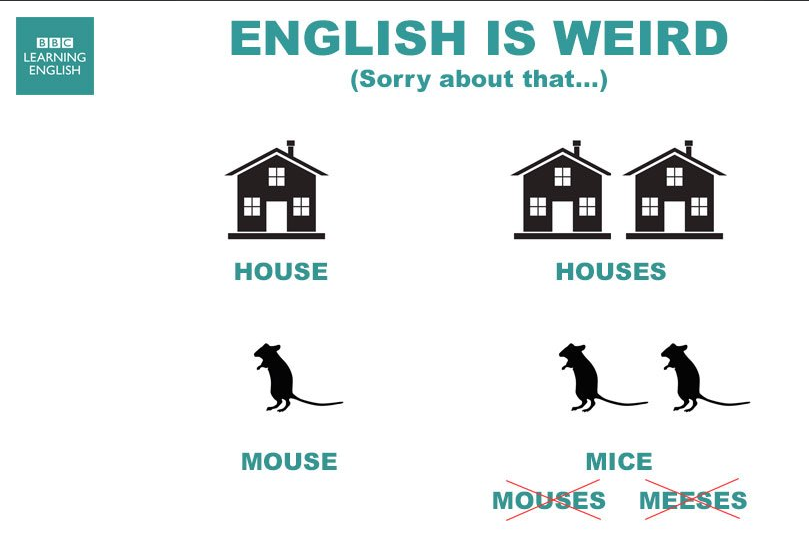 BBC
LEARNING
ENGLISH
ENGLISH IS WEIRD
(Sorry about that...)
HOUSE
HOUSES
MOUSE
MICE
MOUSES
MEESES